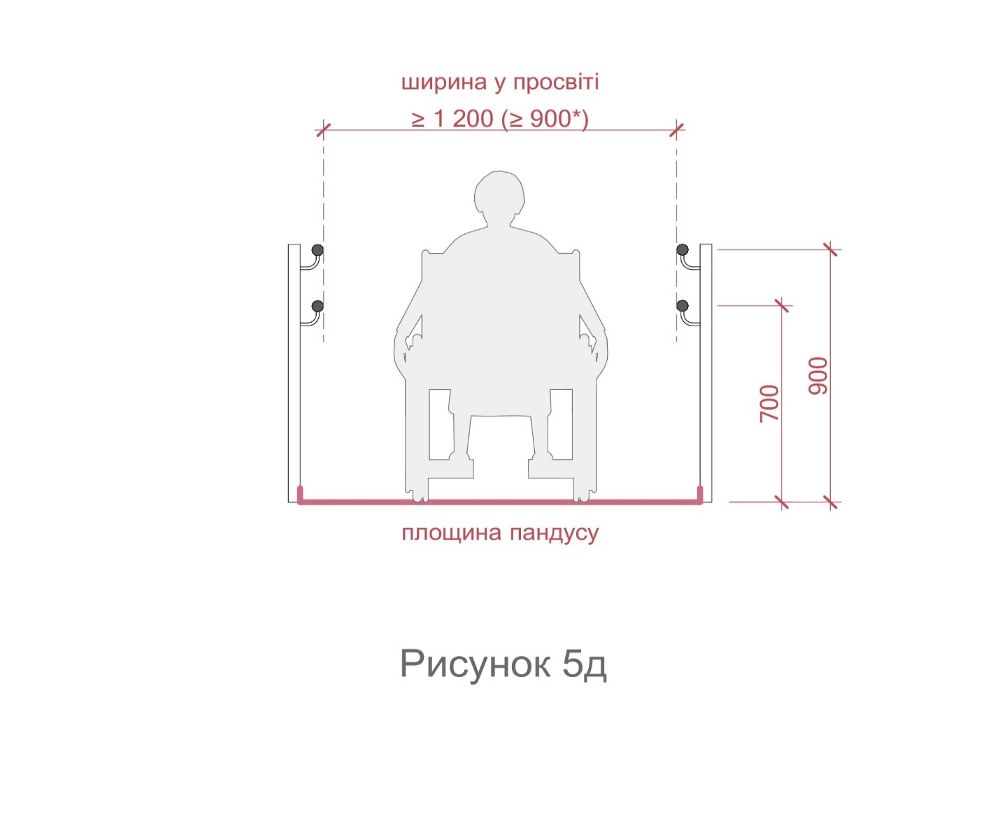 ширина у просвіті
≥ 1 200 (≥ 900*)
700
900
площина пандусу
Рисунок 5д